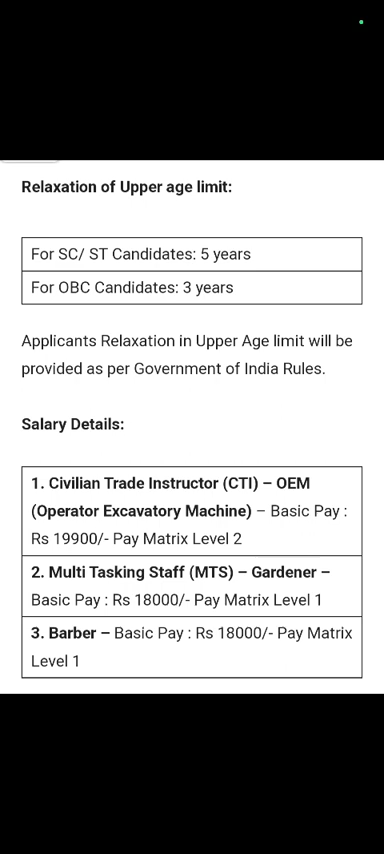 Relaxation of Upper age limit:
For SC/ ST Candidates: 5 years
For OBC Candidates: 3 years
Applicants Relaxation in Upper Age limit will be
provided as per Government of India Rules.
Salary Details:
1. Civilian Trade Instructor (CTI) – OEM
(Operator Excavatory Machine) – Basic Pay :
Rs 19900/- Pay Matrix Level 2
2. Multi Tasking Staff (MTS) – Gardener –
Basic Pay : Rs 18000/- Pay Matrix Level 1
3. Barber – Basic Pay : Rs 18000/- Pay Matrix
Level 1